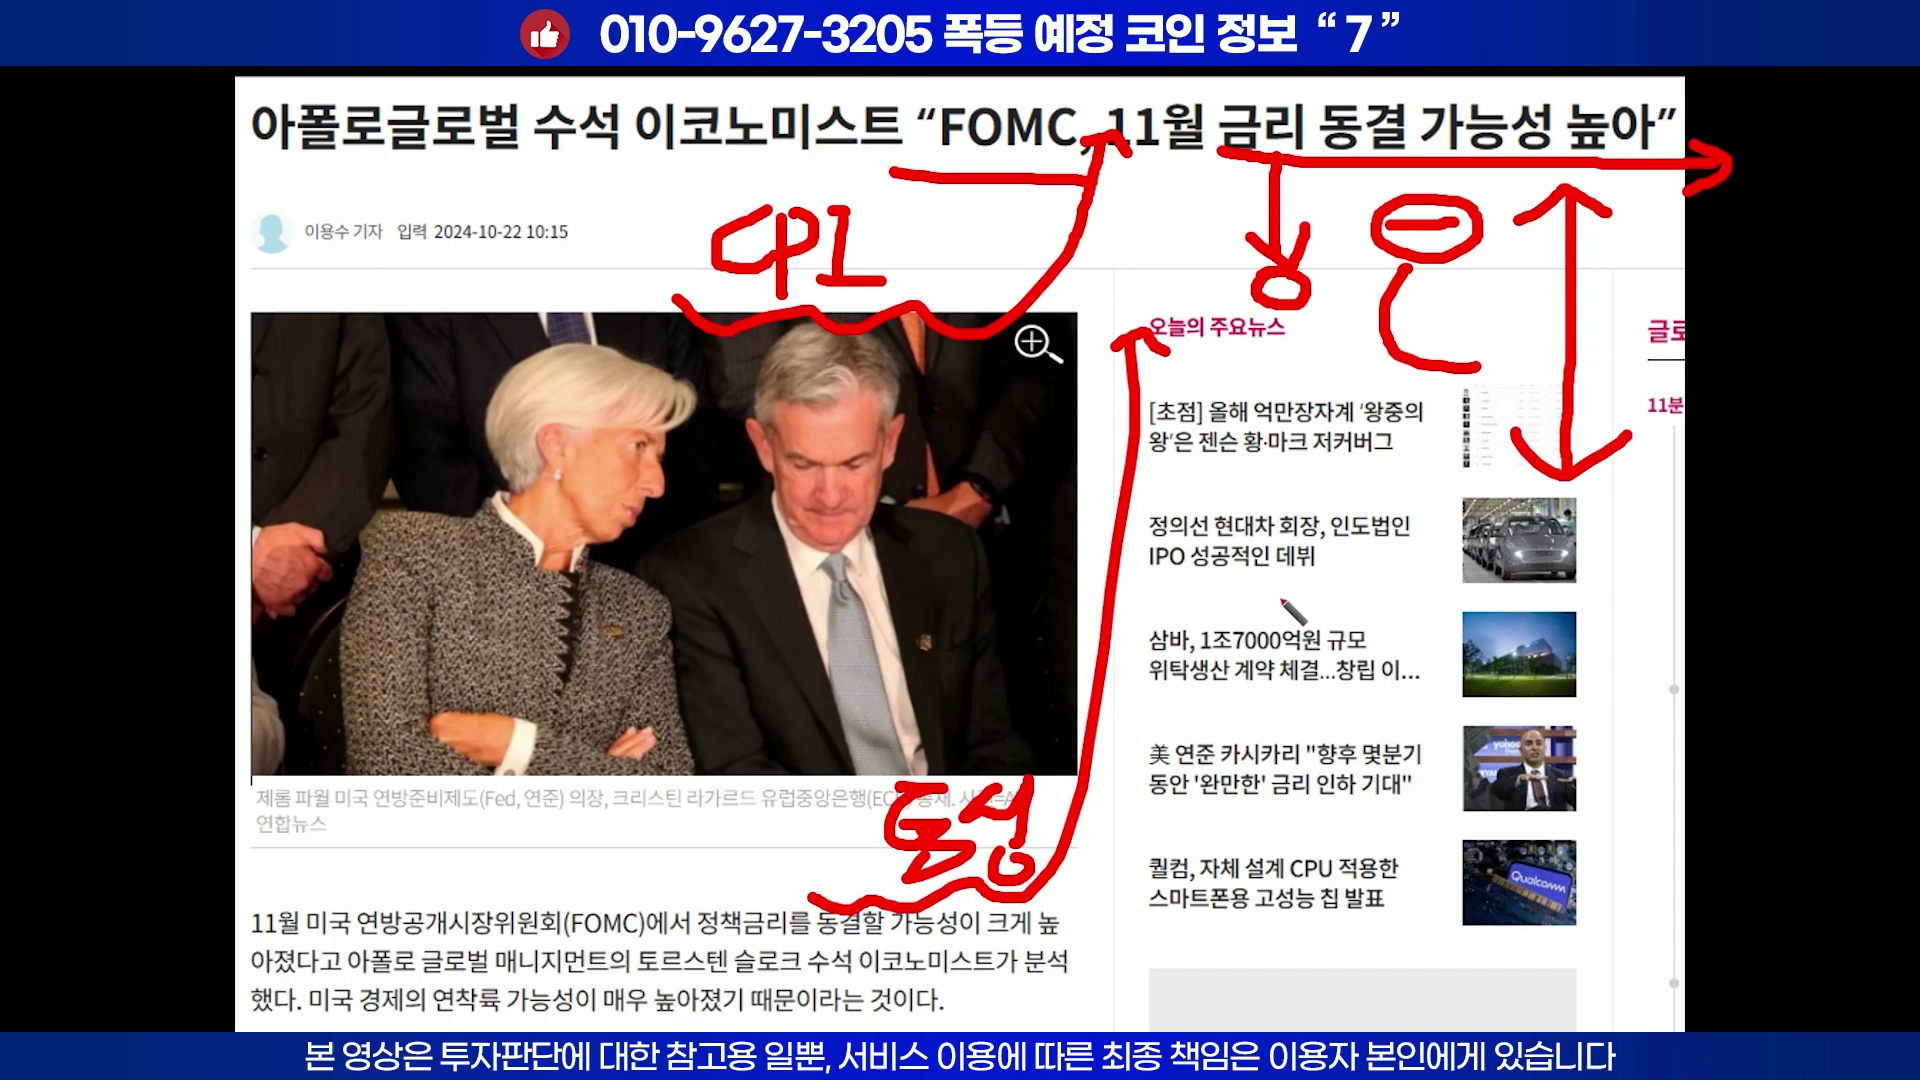 010-9627-3205 폭등 예정 코인 정보 “ 7 ”
아폴로글로벌 수석 이코노미스트 “FOMC, 11월 금리 동결 가능성 높아”
이용수 기자 입력 2024-10-22 10:15
CPI
오늘의 주요뉴스
글로
[초점] 올해 억만장자계 '왕중의
왕'은 젠슨 황·마크 저커버그
11분
정의선 현대차 회장, 인도법인
IPO 성공적인 데뷔
삼바, 1조7000억원 규모
위탁생산 계약 체결...창립 이...
美 연준 카시카리 "향후 몇분기
동안 '완만한' 금리 인하 기대"
퀄컴, 자체 설계 CPU 적용한
스마트폰용 고성능 칩 발표
Qualcomm
제롬 파월 미국 연방준비제도(Fed, 연준) 의장, 크리스틴 라가르드 유럽중앙은행(EC
연합뉴스
11월 미국 연방공개시장위원회(FOMC)에서 정책금리를 동결할 가능성이 크게 높
아졌다고 아폴로 글로벌 매니지먼트의 토르스텐 슬로크 수석 이코노미스트가 분석
했다. 미국 경제의 연착륙 가능성이 매우 높아졌기 때문이라는 것이다.
본 영상은 투자판단에 대한 참고용 일뿐, 서비스 이용에 따른 최종 책임은 이용자 본인에게 있습니다